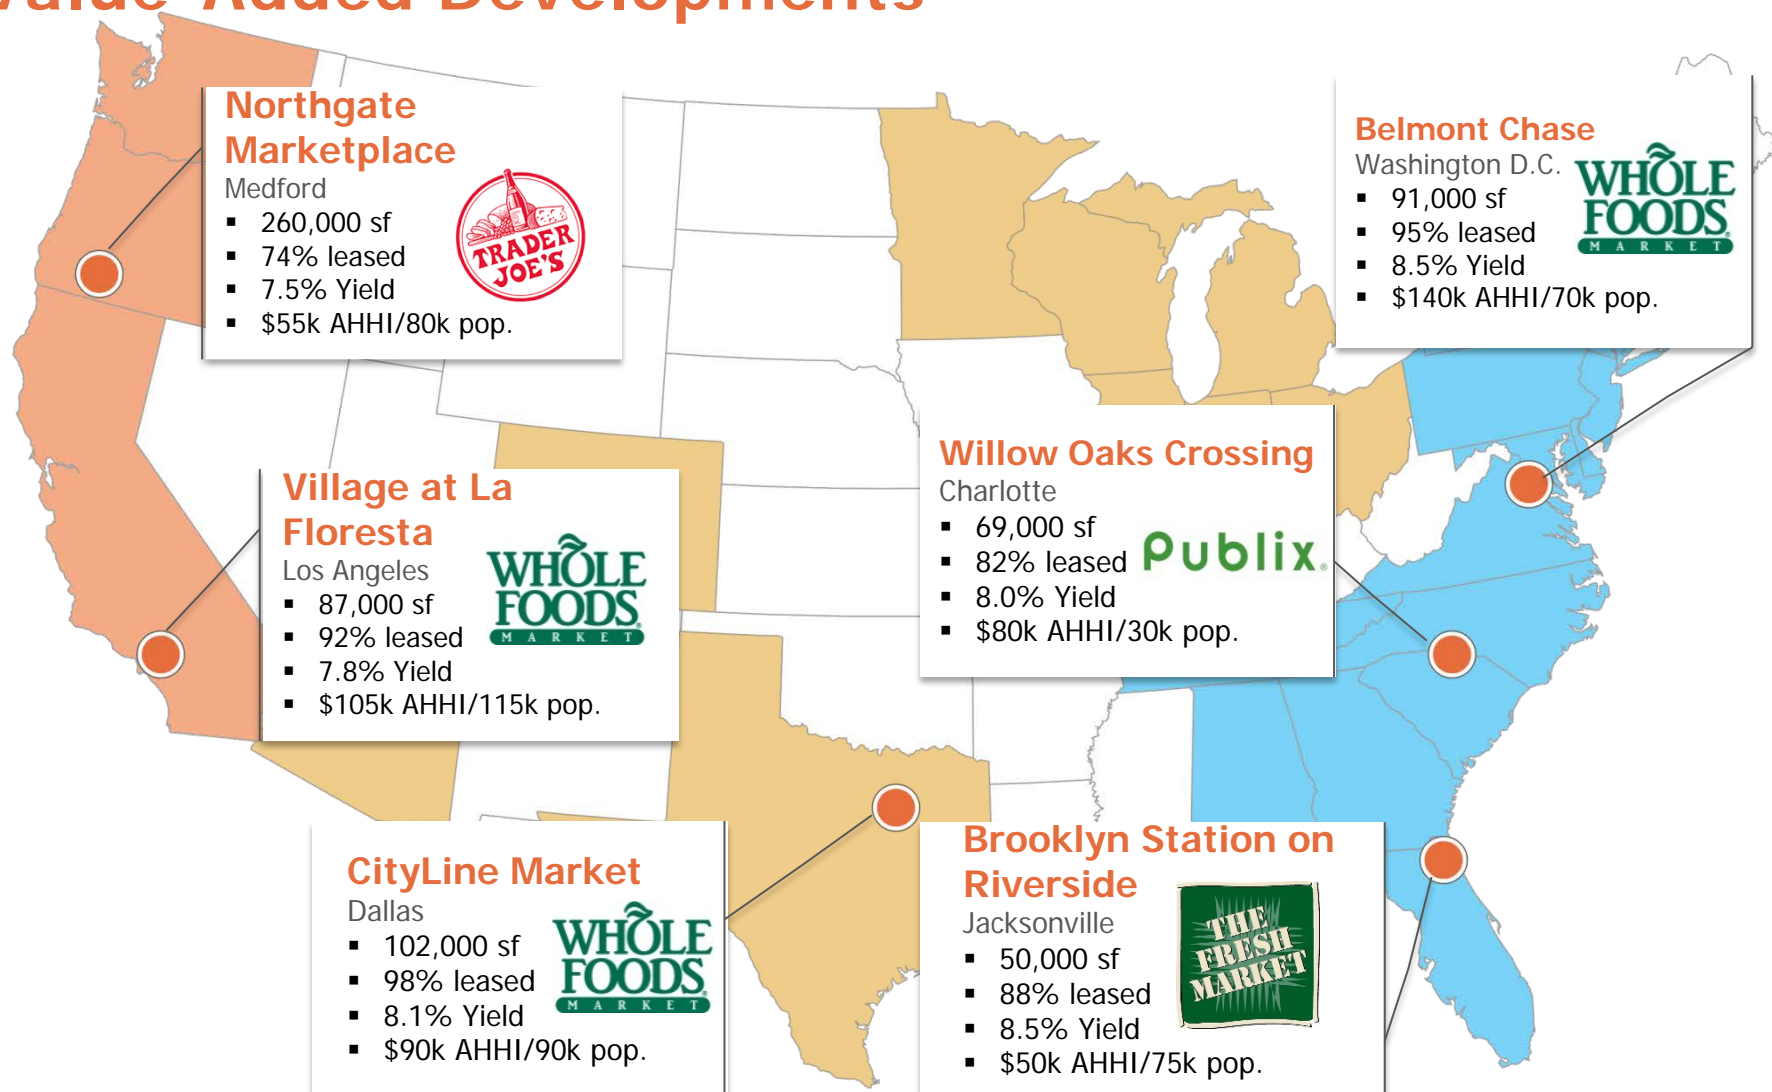 Value-Added Developments
Northgate
Marketplace
Medford
▪ 260,000 sf
▪ 74% leased
▪ 7.5% Yield
▪ $55k AHHI/80k pop.
TRADER
JOE'S
Belmont Chase
Washington D.C.
▪ 91,000 sf
▪ 95% leased
▪ 8.5% Yield
▪ $140k AHHI/70k pop.
WHOLE
FOODS
MARKET
Village at La
Floresta
Los Angeles
▪ 87,000 sf
▪ 92% leased
▪ 7.8% Yield
▪ $105k AHHI/115k pop.
WHOLE
FOODS
MARKET
Willow Oaks Crossing
Charlotte
▪ 69,000 sf
▪ 82% leased
▪ 8.0% Yield
▪ $80k AHHI/30k pop.
Publix
CityLine Market
Dallas
▪ 102,000 sf
▪ 98% leased
▪ 8.1% Yield
▪ $90k AHHI/90k pop.
WHOLE
FOODS
MARKET
Brooklyn Station on
Riverside
Jacksonville
▪ 50,000 sf
▪ 88% leased
▪ 8.5% Yield
▪ $50k AHHI/75k pop.
THE
FRESH
MARKET